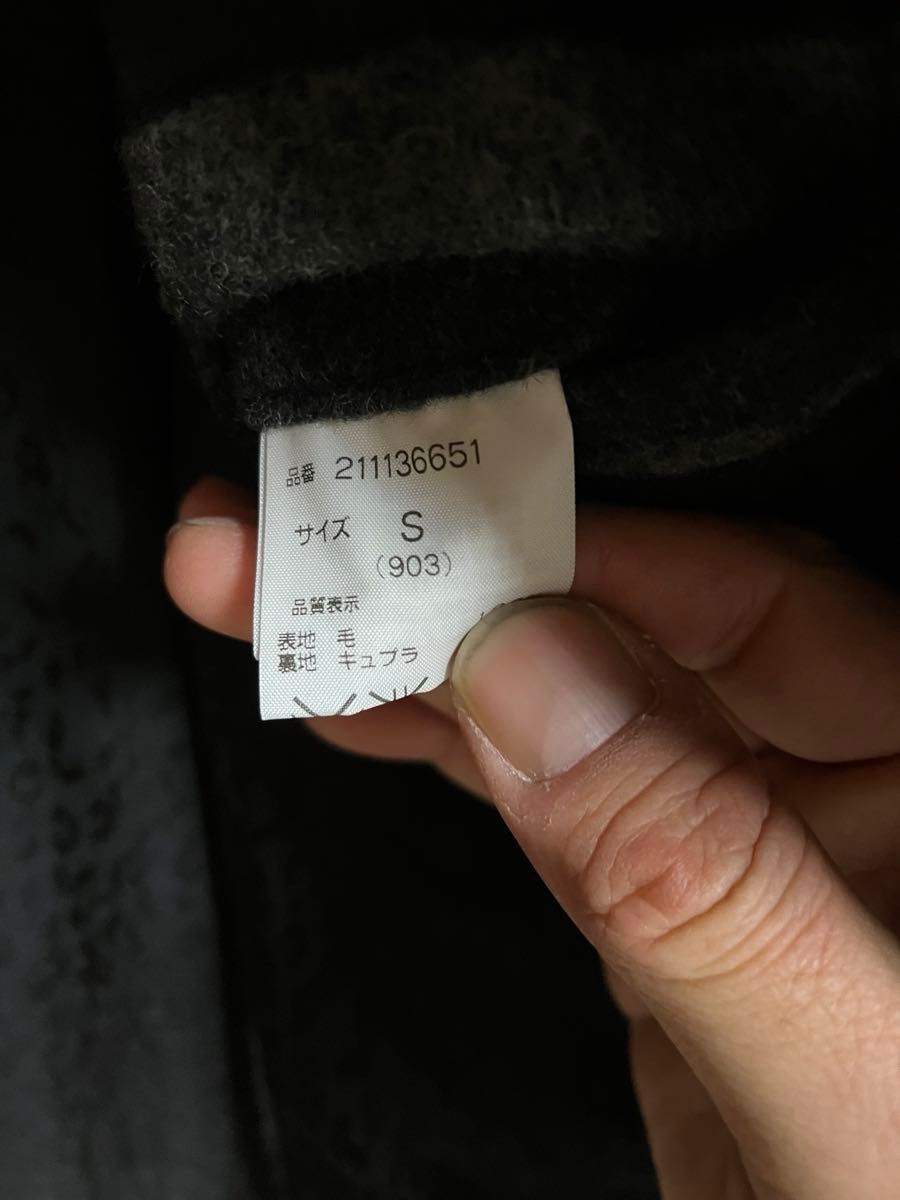 品番 211136651
サイズ S
(903)
品質表示
表地 毛
裏地 キュプラ